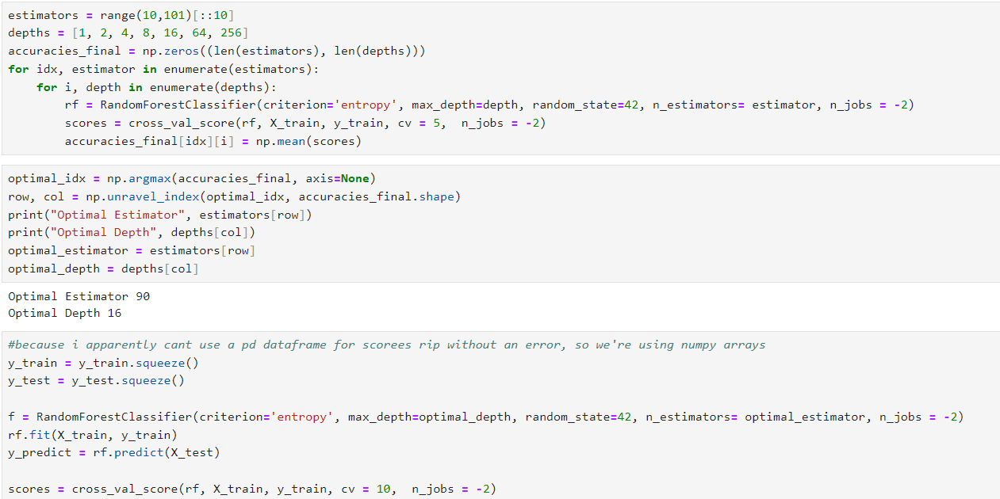 estimators = range(10,101)[::10]
depths = [1, 2, 4, 8, 16, 64, 256]
accuracies_final = np.zeros((len(estimators), len(depths)))
for idx, estimator in enumerate(estimators):
    for i, depth in enumerate(depths):
        rf = RandomForestClassifier(criterion='entropy', max_depth=depth, random_state=42, n_estimators= estimator, n_jobs = -2)
        scores = cross_val_score(rf, X_train, y_train, cv = 5,  n_jobs = -2)
        accuracies_final[idx][i] = np.mean(scores)
optimal_idx = np.argmax(accuracies_final, axis=None)
row, col = np.unravel_index(optimal_idx, accuracies_final.shape)
print("Optimal Estimator", estimators[row])
print("Optimal Depth", depths[col])
optimal_estimator = estimators[row]
optimal_depth = depths[col]
Optimal Estimator 90
Optimal Depth 16
#because i apparently cant use a pd dataframe for scorees rip without an error, so we're using numpy arrays
y_train = y_train.squeeze()
y_test = y_test.squeeze()
f = RandomForestClassifier(criterion='entropy', max_depth=optimal_depth, random_state=42, n_estimators= optimal_estimator, n_jobs = -2)
rf.fit(X_train, y_train)
y_predict = rf.predict(X_test)
scores = cross_val_score(rf, X_train, y_train, cv = 10,  n_jobs = -2)